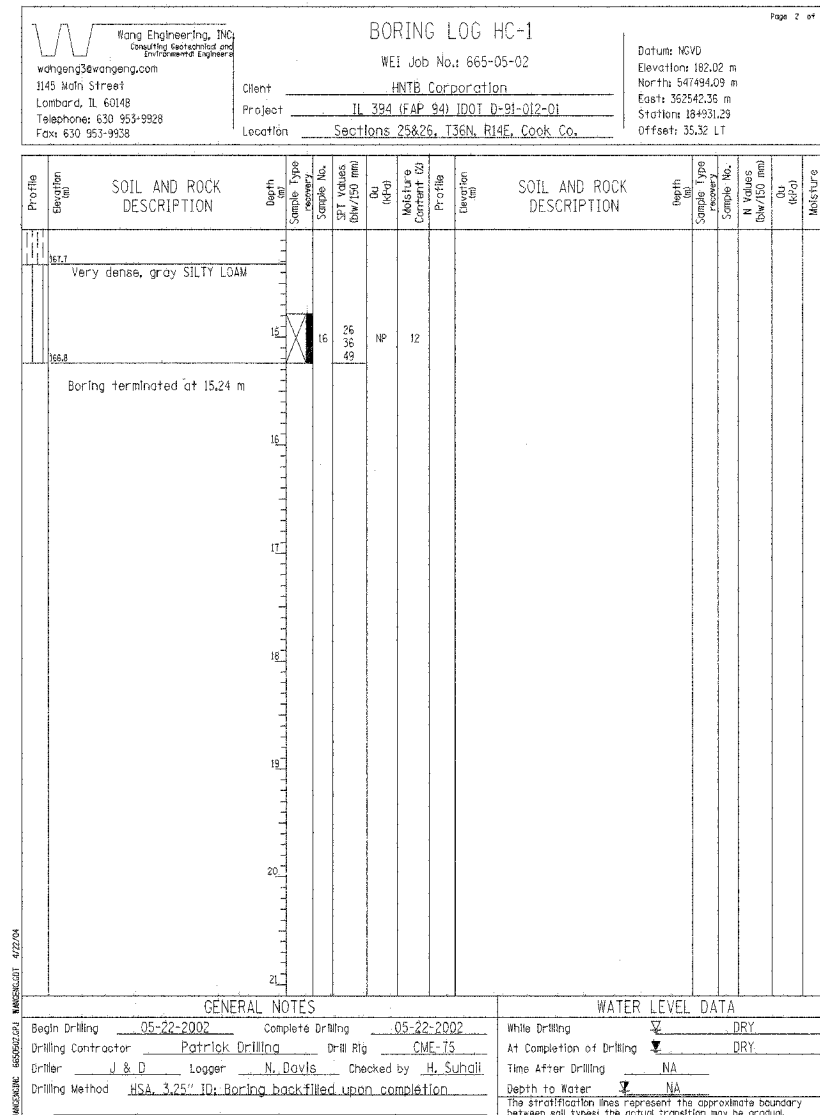 Page 2 of
Wang Engineering, INC.
Consulting Geotechnical and
Environmental Engineers
wangeng3@wangeng.com
1145 Main Street
Lombard, IL 60148
Telephone: 630 953-9928
Fax: 630 953-9938
BORING LOG HC-1
WEI Job No.: 665-05-02
Client HNTB Corporation
Project IL 394 (FAP 94) IDOT D-91-012-01
Location Sections 25&26, T36N, R14E, Cook Co.
Datum: NGVD
Elevation: 182.02 m
North: 547494.09 m
East: 362542.36 m
Station: 18+931.29
Offset: 35.32 LT
Profile
Elevation (m)
SOIL AND ROCK DESCRIPTION
Depth (m)
Sample Type
recovery
Sample No.
SPT Values (blw/150 mm)
Qu (kPa)
Moisture Content (%)
Profile
Elevation (m)
SOIL AND ROCK DESCRIPTION
Depth (m)
Sample Type
recovery
Sample No.
N Values (blw/150 mm)
Qu (kPa)
Moisture
167.7
Very dense, gray SILTY LOAM
15 16 26 36 49 NP 12
166.8
Boring terminated at 15.24 m
16
17
18
19
20
21
GENERAL NOTES
Begin Drilling 05-22-2002 Complete Drilling 05-22-2002
Drilling Contractor Patrick Drilling Drill Rig CME-75
Driller J & D Logger N. Davis Checked by H. Suhail
Drilling Method HSA, 3.25" ID; Boring backfilled upon completion
WATER LEVEL DATA
While Drilling DRY
At Completion of Drilling DRY
Time After Drilling NA
Depth to Water NA
The stratification lines represent the approximate boundary
between soil types; the actual transition may be gradual.
WANGENGINC 6650502.GPJ WANGENG.GDT 4/22/04